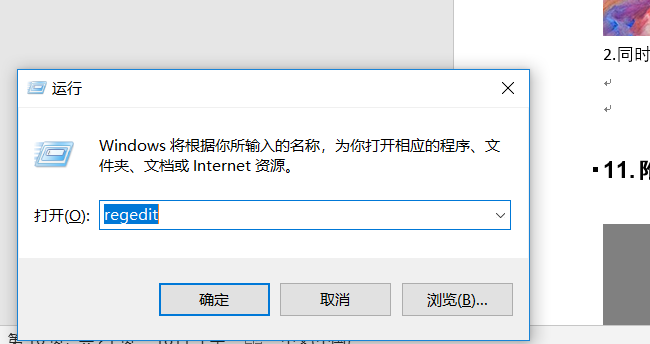 运行
Windows 将根据你所输入的名称，为你打开相应的程序、文
件夹、文档或 Internet 资源。
打开(O):
regedit
确定
取消
浏览(B)...
2.同时
11.